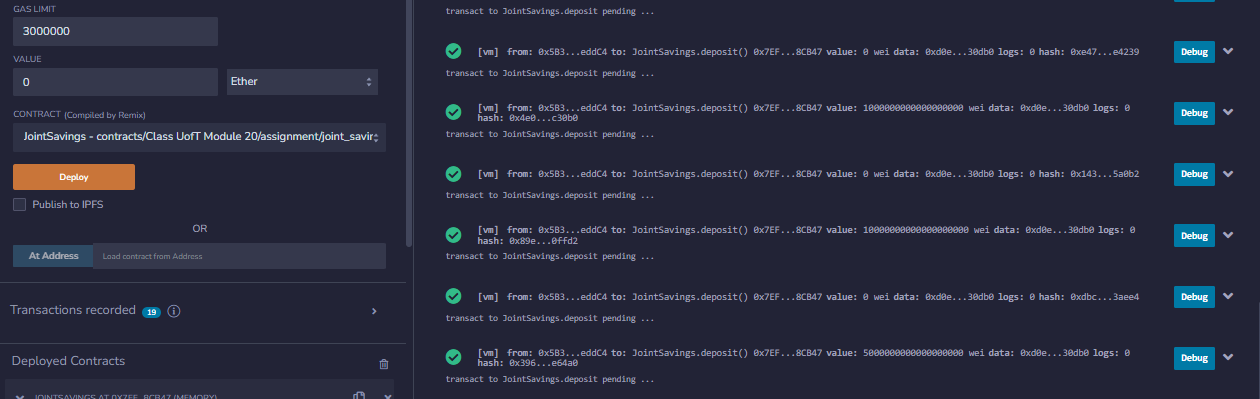 GAS LIMIT
3000000
VALUE
0
Ether
CONTRACT (Compiled by Remix)
JointSavings - contracts/Class UofT Module 20/assignment/joint_savin
Deploy
Publish to IPFS
OR
At Address
Load contract from Address
Transactions recorded 19
Deployed Contracts
JOINTSAVINGS AT 0X7EF...8CB47 (MEMORY)
transact to JointSavings.deposit pending ...
[vm] from: 0x5B3...eddC4 to: JointSavings.deposit() 0x7EF...8CB47 value: 0 wei data: 0xd0e...30db0 logs: 0 hash: 0xe47...e4239
Debug
transact to JointSavings.deposit pending ...
[vm] from: 0x5B3...eddC4 to: JointSavings.deposit() 0x7EF...8CB47 value: 1000000000000000000 wei data: 0xd0e...30db0 logs: 0
hash: 0x4e0...c30b0
Debug
transact to JointSavings.deposit pending ...
[vm] from: 0x5B3...eddC4 to: JointSavings.deposit() 0x7EF...8CB47 value: 0 wei data: 0xd0e...30db0 logs: 0 hash: 0x143...5a0b2
Debug
transact to JointSavings.deposit pending ...
[vm] from: 0x5B3...eddC4 to: JointSavings.deposit() 0x7EF...8CB47 value: 10000000000000000000 wei data: 0xd0e...30db0 logs: 0
hash: 0x89e...0ffd2
Debug
transact to JointSavings.deposit pending ...
[vm] from: 0x5B3...eddC4 to: JointSavings.deposit() 0x7EF...8CB47 value: 0 wei data: 0xd0e...30db0 logs: 0 hash: 0xdbc...3aee4
Debug
transact to JointSavings.deposit pending ...
[vm] from: 0x5B3...eddC4 to: JointSavings.deposit() 0x7EF...8CB47 value: 5000000000000000000 wei data: 0xd0e...30db0 logs: 0
hash: 0x396...e64a0
Debug
transact to JointSavings.deposit pending ...